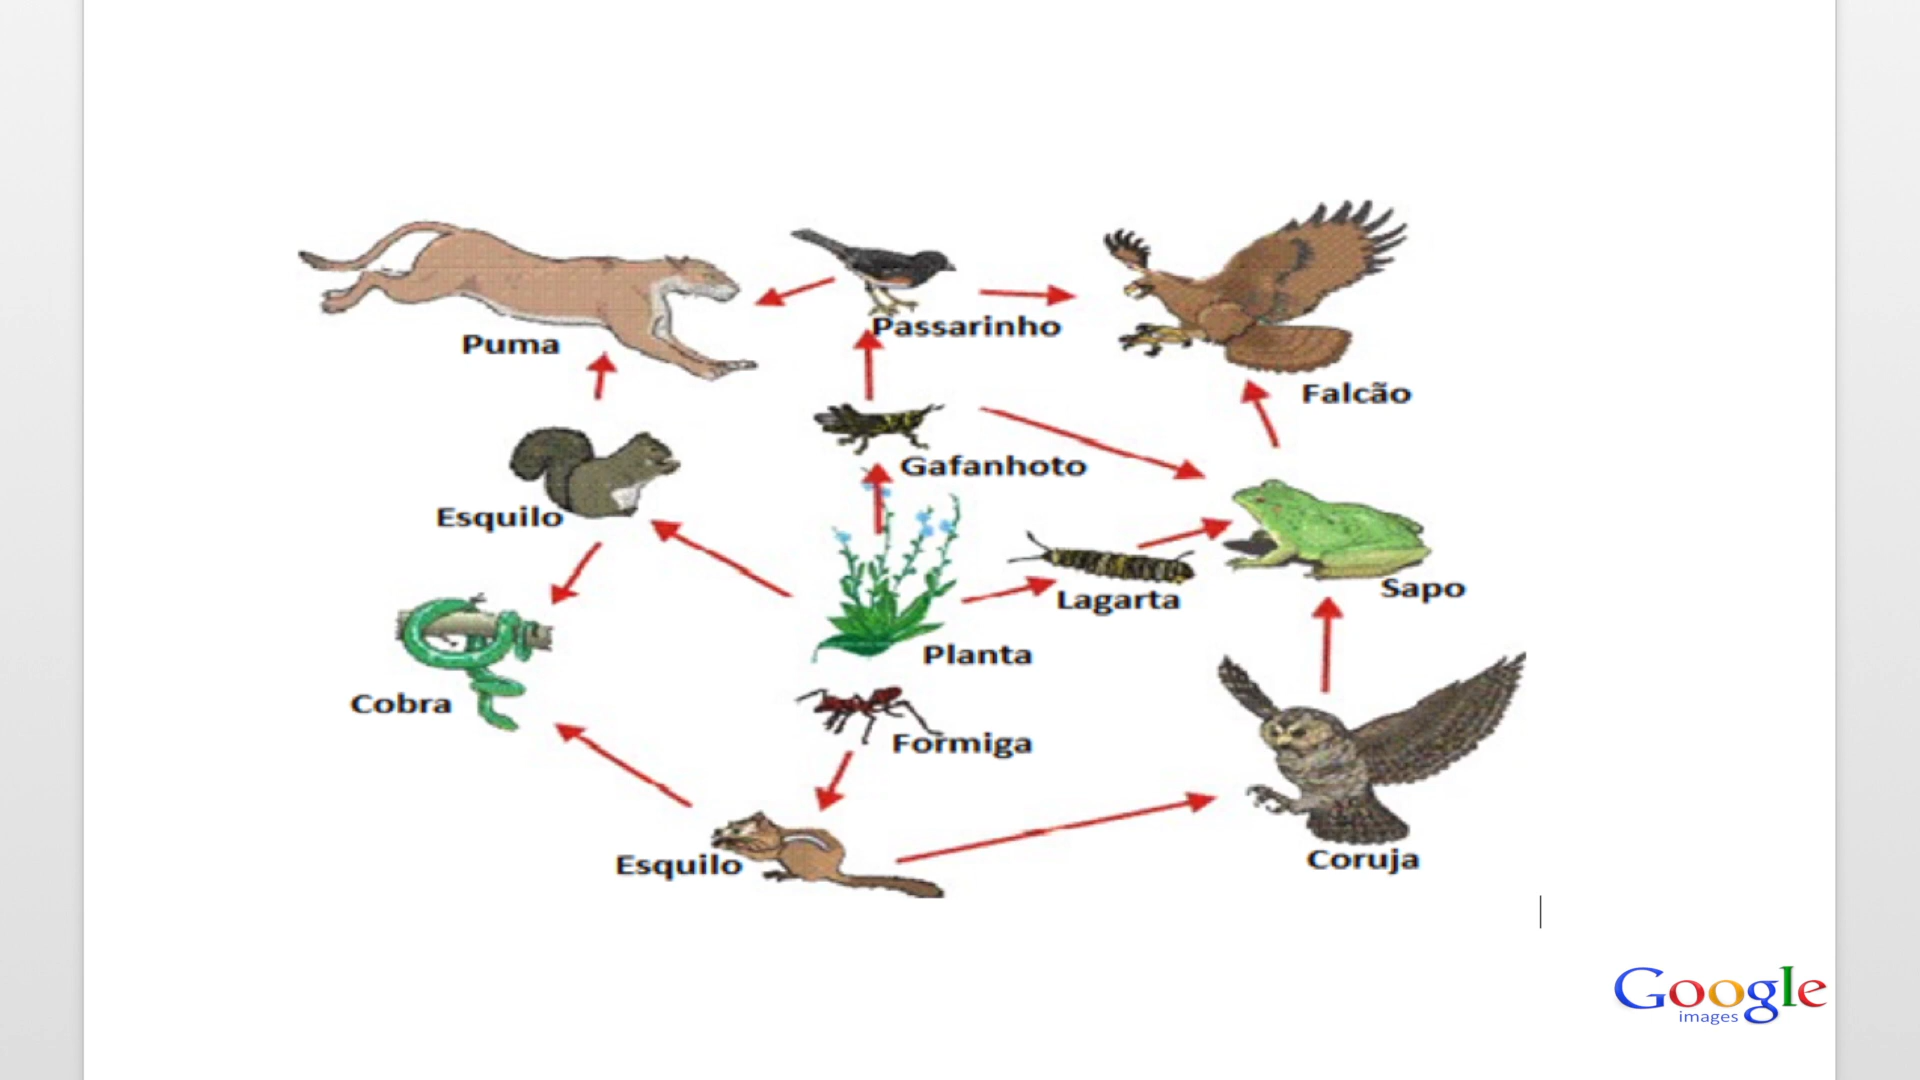 Passarinho
Puma
Falcão
Gafanhoto
Esquilo
Sapo
Lagarta
Planta
Cobra
Formiga
Coruja
Esquilo
Google
images